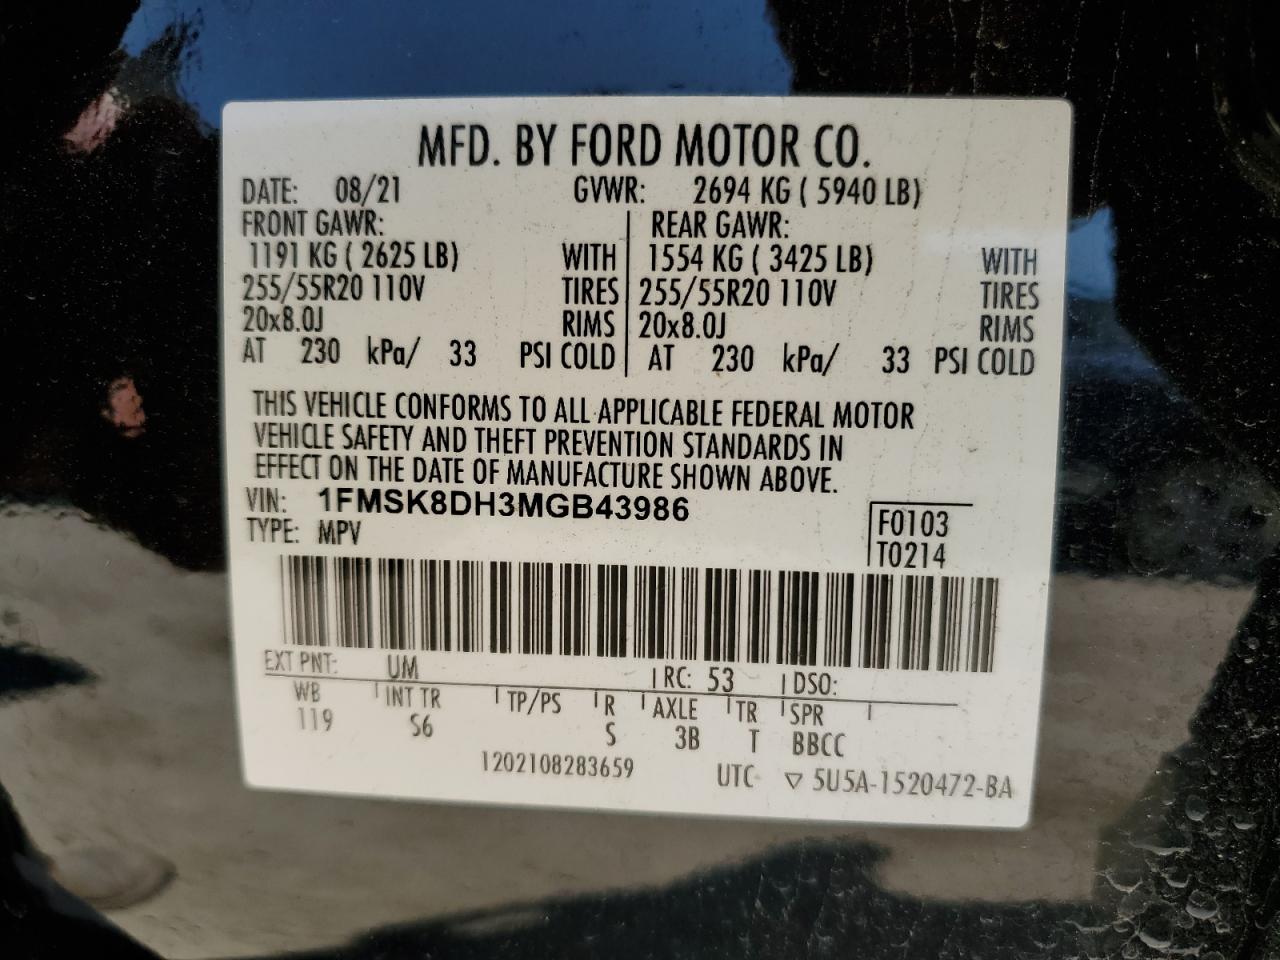 MFD. BY FORD MOTOR CO.
DATE: 08/21 GVWR: 2694 KG ( 5940 LB)
FRONT GAWR: REAR GAWR:
1191 KG ( 2625 LB) WITH 1554 KG ( 3425 LB) WITH
255/55R20 110V TIRES 255/55R20 110V TIRES
20x8.0J RIMS 20x8.0J RIMS
AT 230 kPa/ 33 PSI COLD AT 230 kPa/ 33 PSI COLD
THIS VEHICLE CONFORMS TO ALL APPLICABLE FEDERAL MOTOR
VEHICLE SAFETY AND THEFT PREVENTION STANDARDS IN
EFFECT ON THE DATE OF MANUFACTURE SHOWN ABOVE.
VIN: 1FMSK8DH3MGB43986
TYPE: MPV
F0103
T0214
EXT PNT: UM RC: 53 DSO:
WB INT TR TP/PS R AXLE TR SPR
119 S6 S 3B T BBCC
1202108283659 UTC ▽ 5U5A-1520472-BA